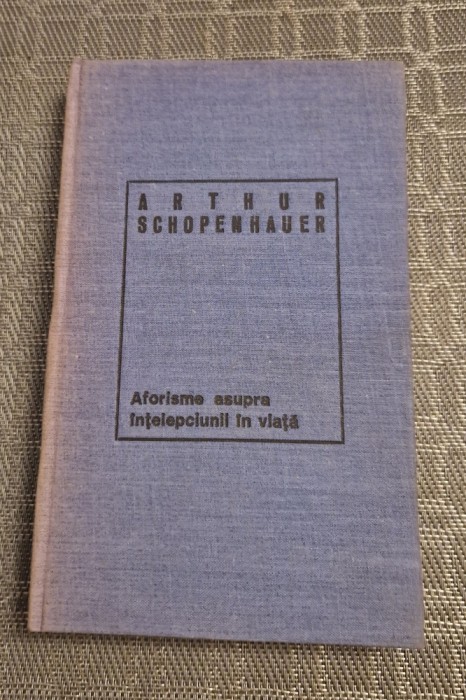 ARTHUR
SCHOPENHAUER
Aforisme asupra
înțelepciunii în viață